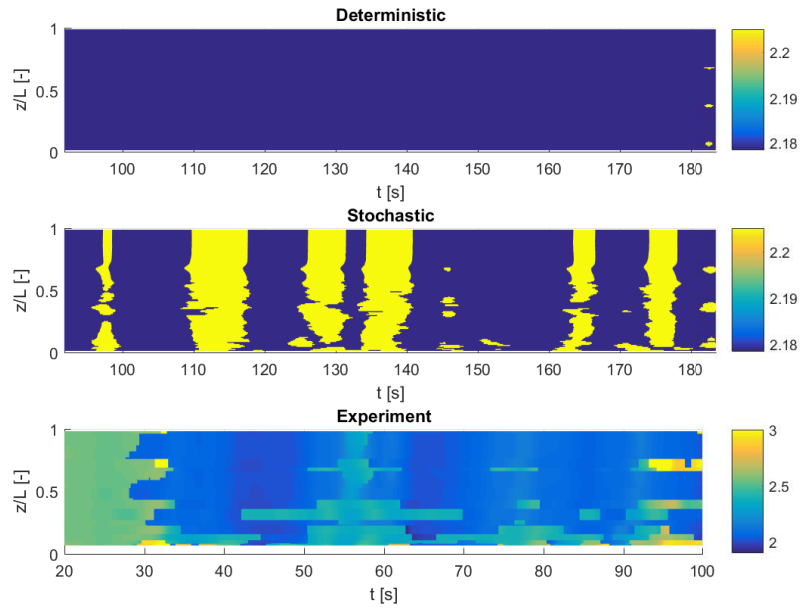 Deterministic
1
0.5
0
z/L [-]
100 110 120 130 140 150 160 170 180
t [s]
2.2
2.19
2.18
Stochastic
1
0.5
0
z/L [-]
100 110 120 130 140 150 160 170 180
t [s]
2.2
2.19
2.18
Experiment
1
0.5
0
z/L [-]
20 30 40 50 60 70 80 90 100
t [s]
3
2.5
2